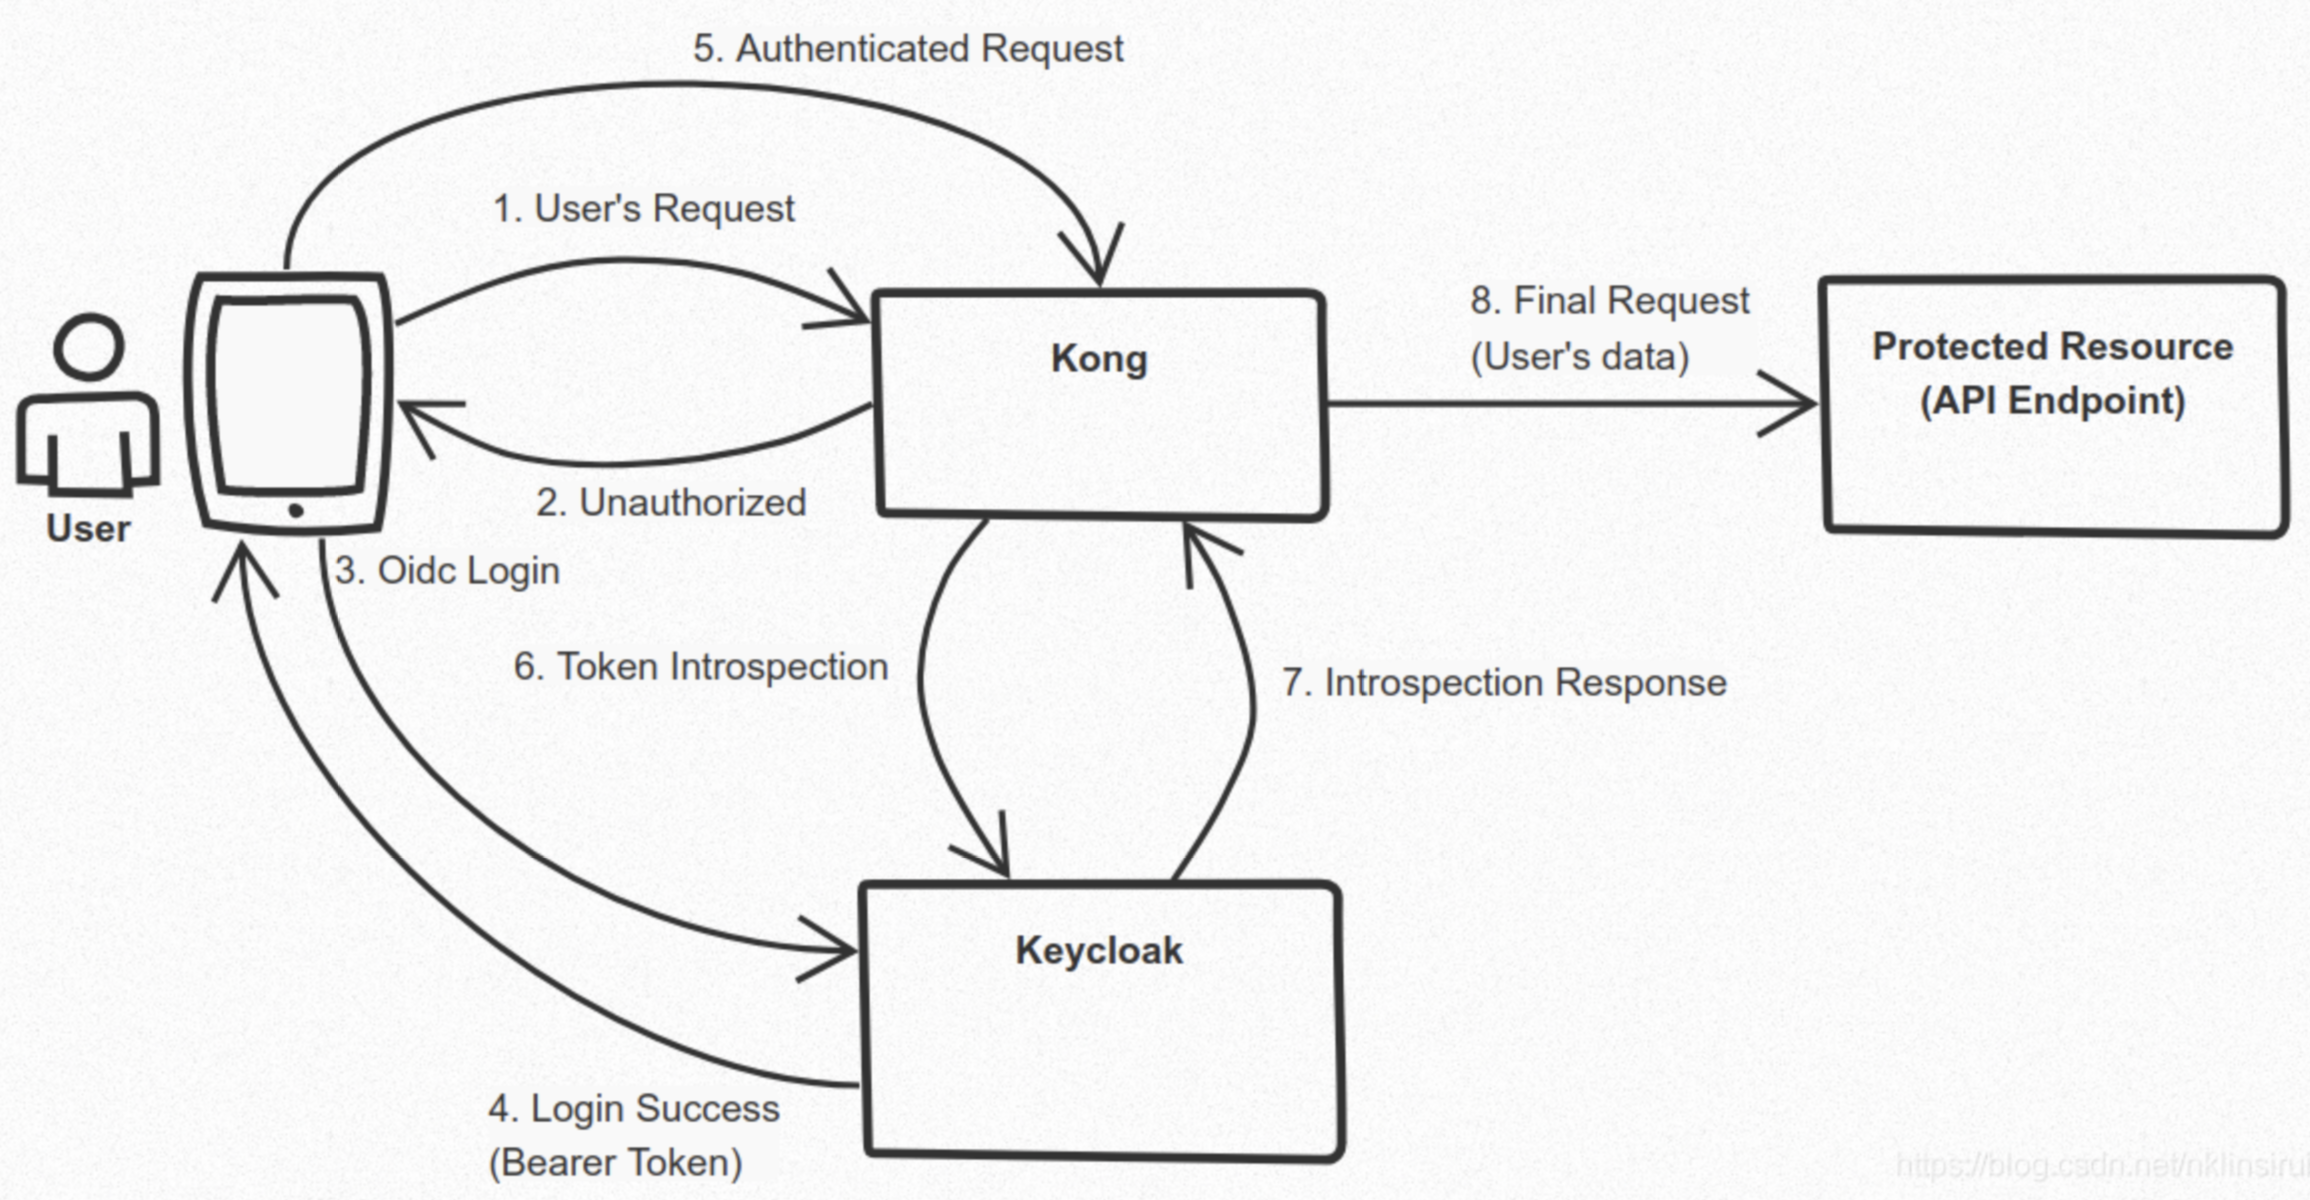 5. Authenticated Request
1. User's Request
8. Final Request
(User's data)
Kong
Protected Resource
(API Endpoint)
2. Unauthorized
User
3. Oidc Login
6. Token Introspection
7. Introspection Response
Keycloak
4. Login Success
(Bearer Token)
https://blog.csdn.net/nklinsirui